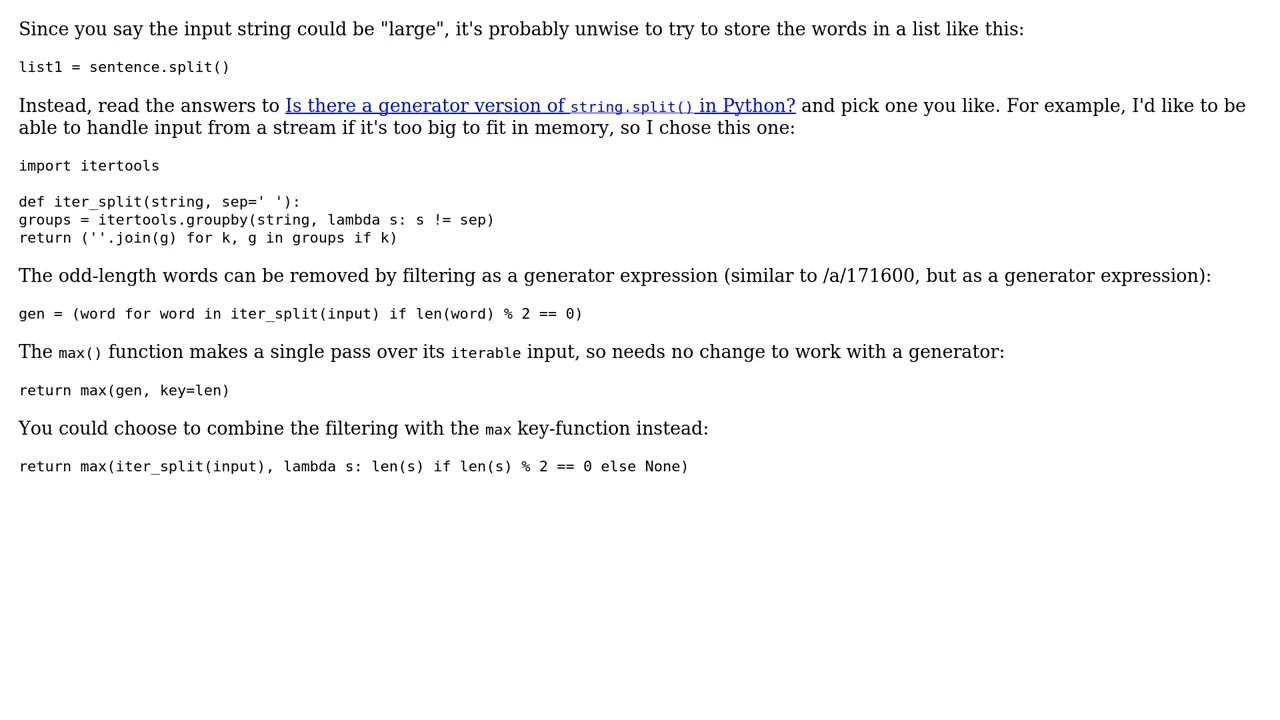 Since you say the input string could be "large", it's probably unwise to try to store the words in a list like this:
list1 = sentence.split()
Instead, read the answers to Is there a generator version of string.split() in Python? and pick one you like. For example, I'd like to be
able to handle input from a stream if it's too big to fit in memory, so I chose this one:
import itertools
def iter_split(string, sep=' '):
groups = itertools.groupby(string, lambda s: s != sep)
return (''.join(g) for k, g in groups if k)
The odd-length words can be removed by filtering as a generator expression (similar to /a/171600, but as a generator expression):
gen = (word for word in iter_split(input) if len(word) % 2 == 0)
The max() function makes a single pass over its iterable input, so needs no change to work with a generator:
return max(gen, key=len)
You could choose to combine the filtering with the max key-function instead:
return max(iter_split(input), lambda s: len(s) if len(s) % 2 == 0 else None)